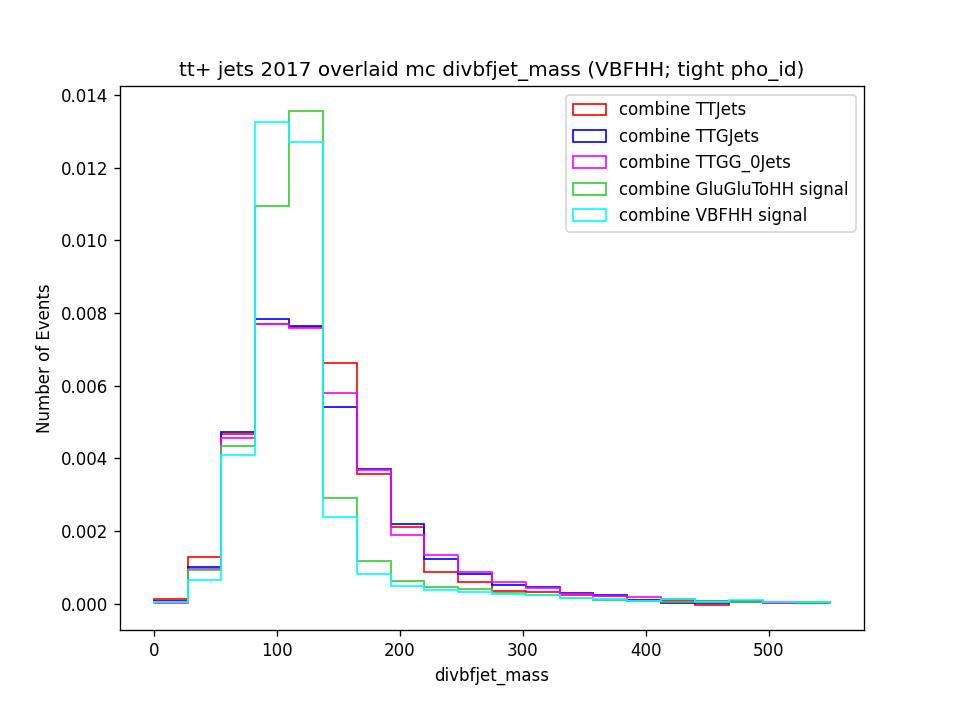 tt+ jets 2017 overlaid mc divbfjet_mass (VBFHH; tight pho_id)
combine TTJets
combine TTGJets
combine TTGG_0Jets
combine GluGluToHH signal
combine VBFHH signal
Number of Events
0.014
0.012
0.010
0.008
0.006
0.004
0.002
0.000
0 100 200 300 400 500
divbfjet_mass